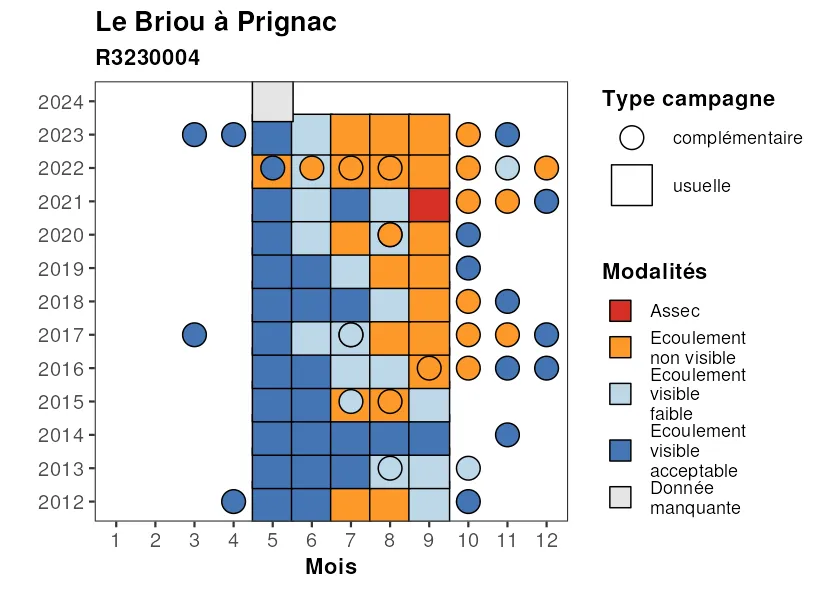 Le Briou à Prignac
R3230004
2024
2023
2022
2021
2020
2019
2018
2017
2016
2015
2014
2013
2012
1 2 3 4 5 6 7 8 9 10 11 12
Mois
Type campagne
complémentaire
usuelle
Modalités
Assec
Ecoulement
non visible
Ecoulement
visible
faible
Ecoulement
visible
acceptable
Donnée
manquante